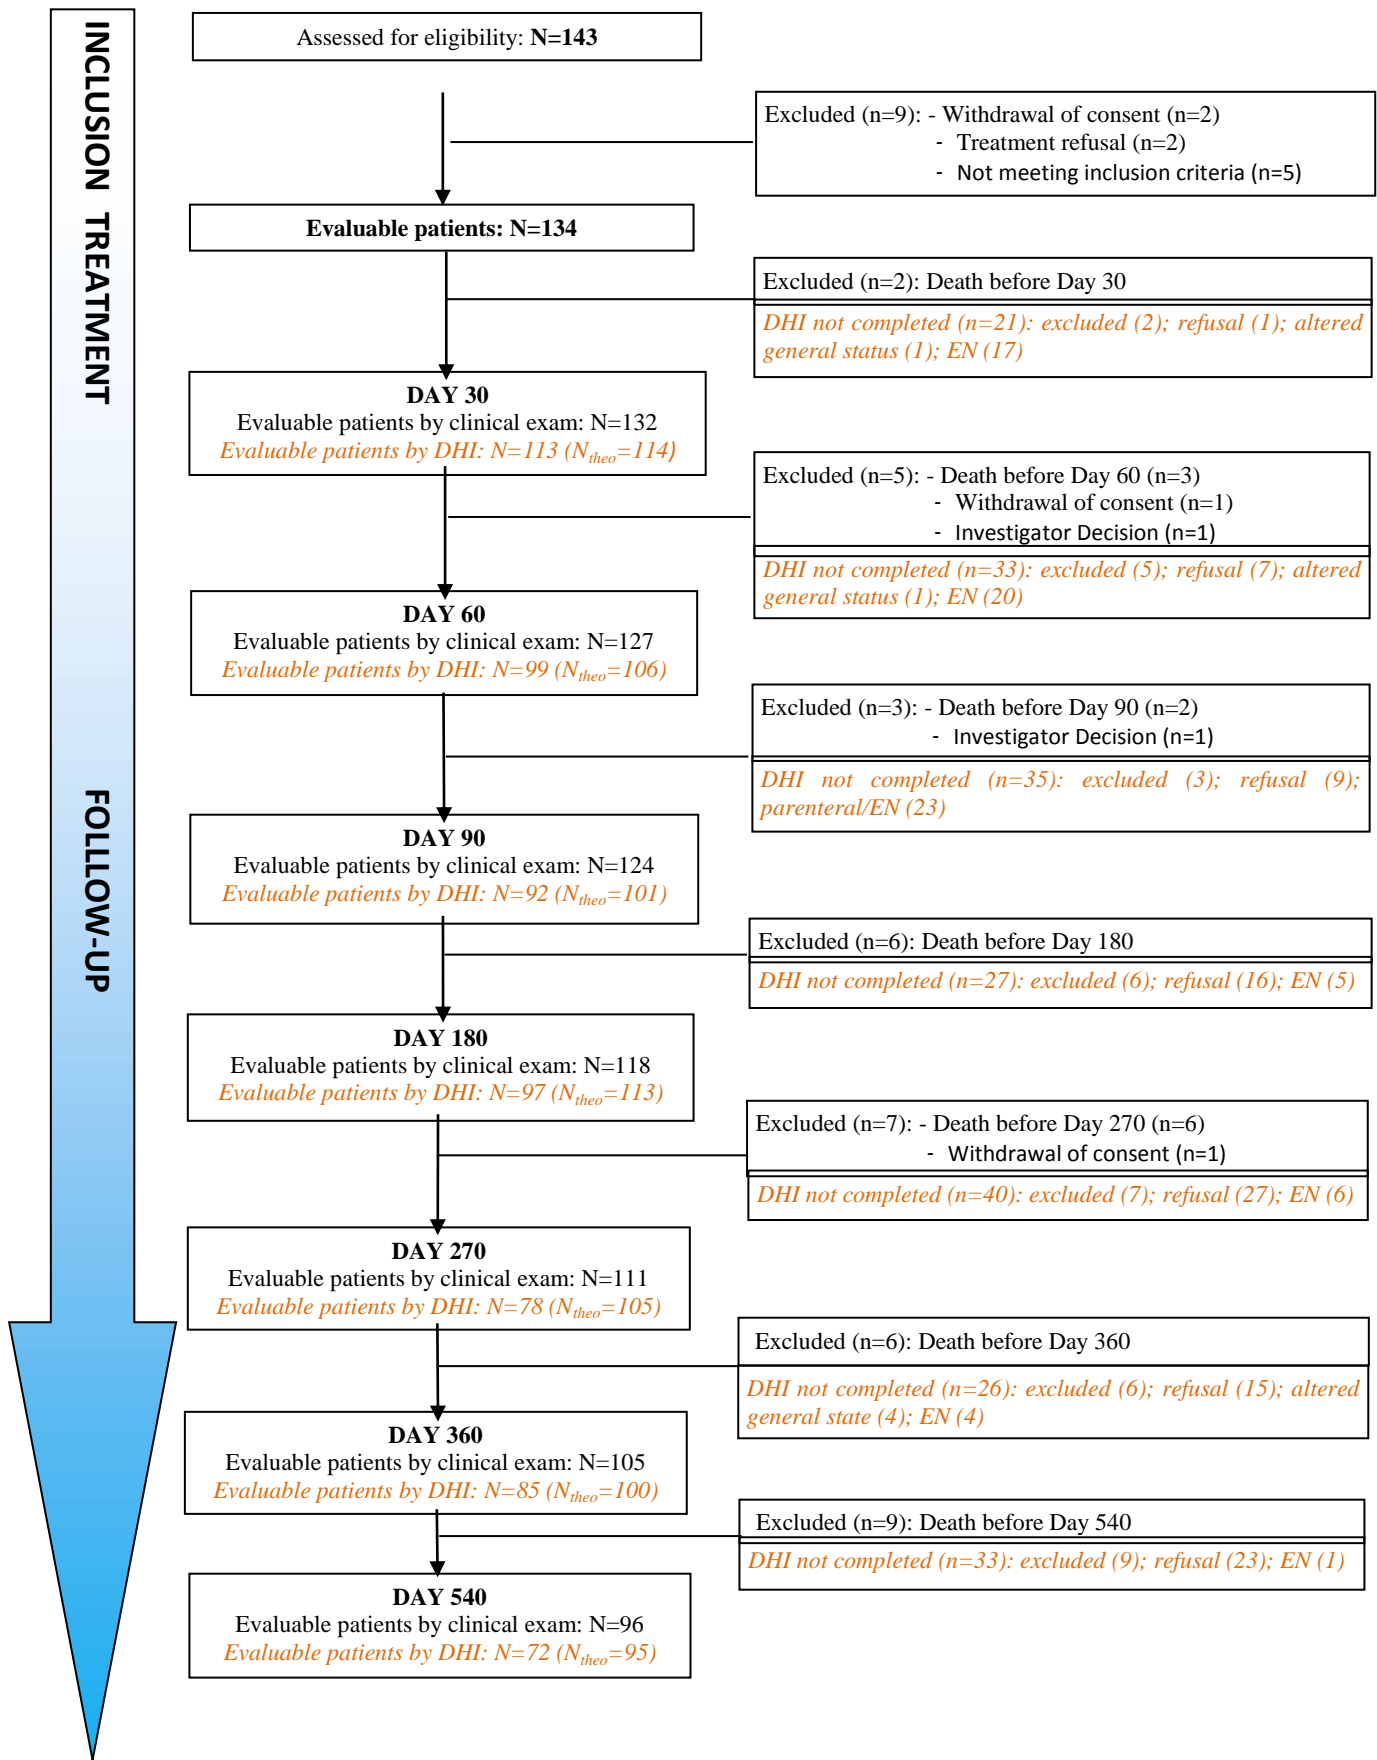 INCLUSION TREATMENT
FOLLLOW-UP
Assessed for eligibility: N=143
Excluded (n=9): - Withdrawal of consent (n=2)
- Treatment refusal (n=2)
- Not meeting inclusion criteria (n=5)
Evaluable patients: N=134
Excluded (n=2): Death before Day 30
DHI not completed (n=21): excluded (2); refusal (1); altered
general status (1); EN (17)
DAY 30
Evaluable patients by clinical exam: N=132
Evaluable patients by DHI: N=113 (Ntheo=114)
Excluded (n=5): - Death before Day 60 (n=3)
- Withdrawal of consent (n=1)
- Investigator Decision (n=1)
DHI not completed (n=33): excluded (5); refusal (7); altered
general status (1); EN (20)
DAY 60
Evaluable patients by clinical exam: N=127
Evaluable patients by DHI: N=99 (Ntheo=106)
Excluded (n=3): - Death before Day 90 (n=2)
- Investigator Decision (n=1)
DHI not completed (n=35): excluded (3); refusal (9);
parenteral/EN (23)
DAY 90
Evaluable patients by clinical exam: N=124
Evaluable patients by DHI: N=92 (Ntheo=101)
Excluded (n=6): Death before Day 180
DHI not completed (n=27): excluded (6); refusal (16); EN (5)
DAY 180
Evaluable patients by clinical exam: N=118
Evaluable patients by DHI: N=97 (Ntheo=113)
Excluded (n=7): - Death before Day 270 (n=6)
- Withdrawal of consent (n=1)
DHI not completed (n=40): excluded (7); refusal (27); EN (6)
DAY 270
Evaluable patients by clinical exam: N=111
Evaluable patients by DHI: N=78 (Ntheo=105)
Excluded (n=6): Death before Day 360
DHI not completed (n=26): excluded (6); refusal (15); altered
general state (4); EN (4)
DAY 360
Evaluable patients by clinical exam: N=105
Evaluable patients by DHI: N=85 (Ntheo=100)
Excluded (n=9): Death before Day 540
DHI not completed (n=33): excluded (9); refusal (23); EN (1)
DAY 540
Evaluable patients by clinical exam: N=96
Evaluable patients by DHI: N=72 (Ntheo=95)